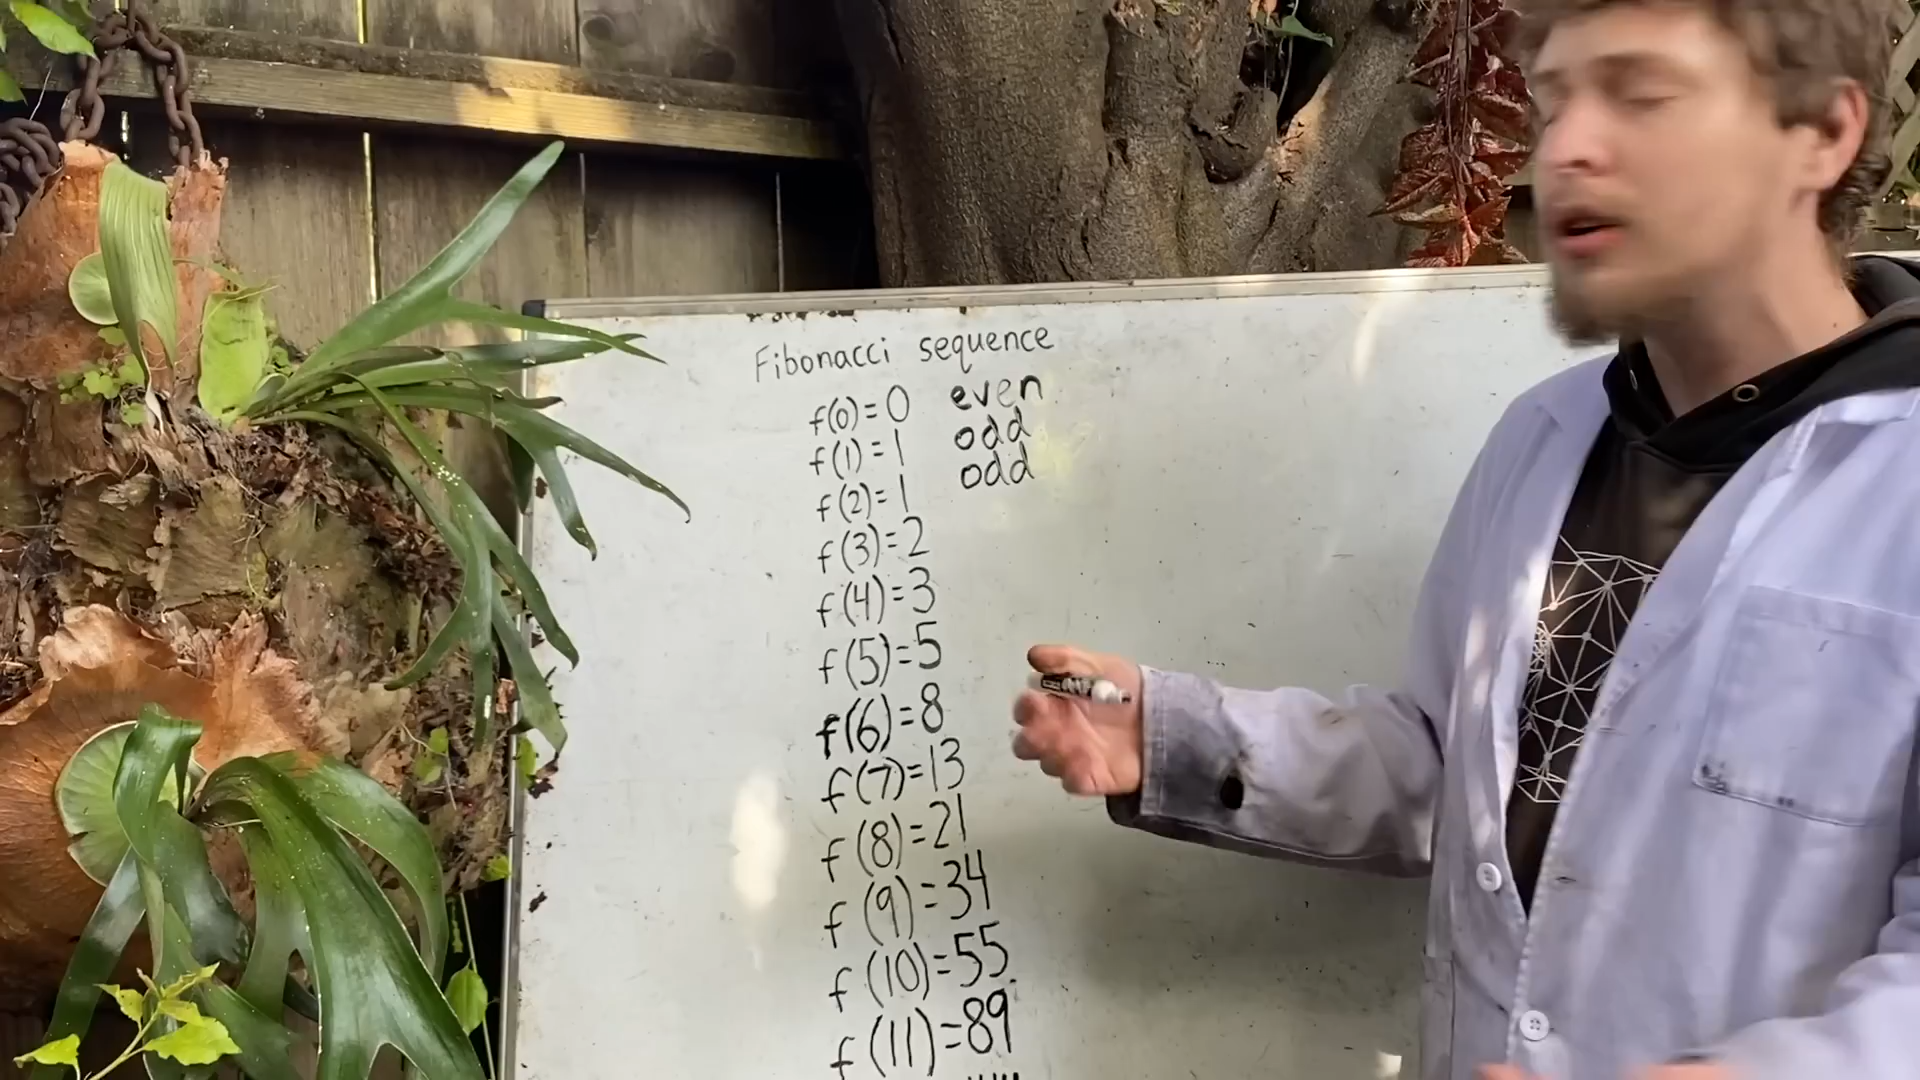 Fibonacci sequence
f(0)=0 even
f(1)=1 odd
f(2)=1 odd
f(3)=2
f(4)=3
f(5)=5
f(6)=8
f(7)=13
f(8)=21
f(9)=34
f(10)=55
f(11)=89